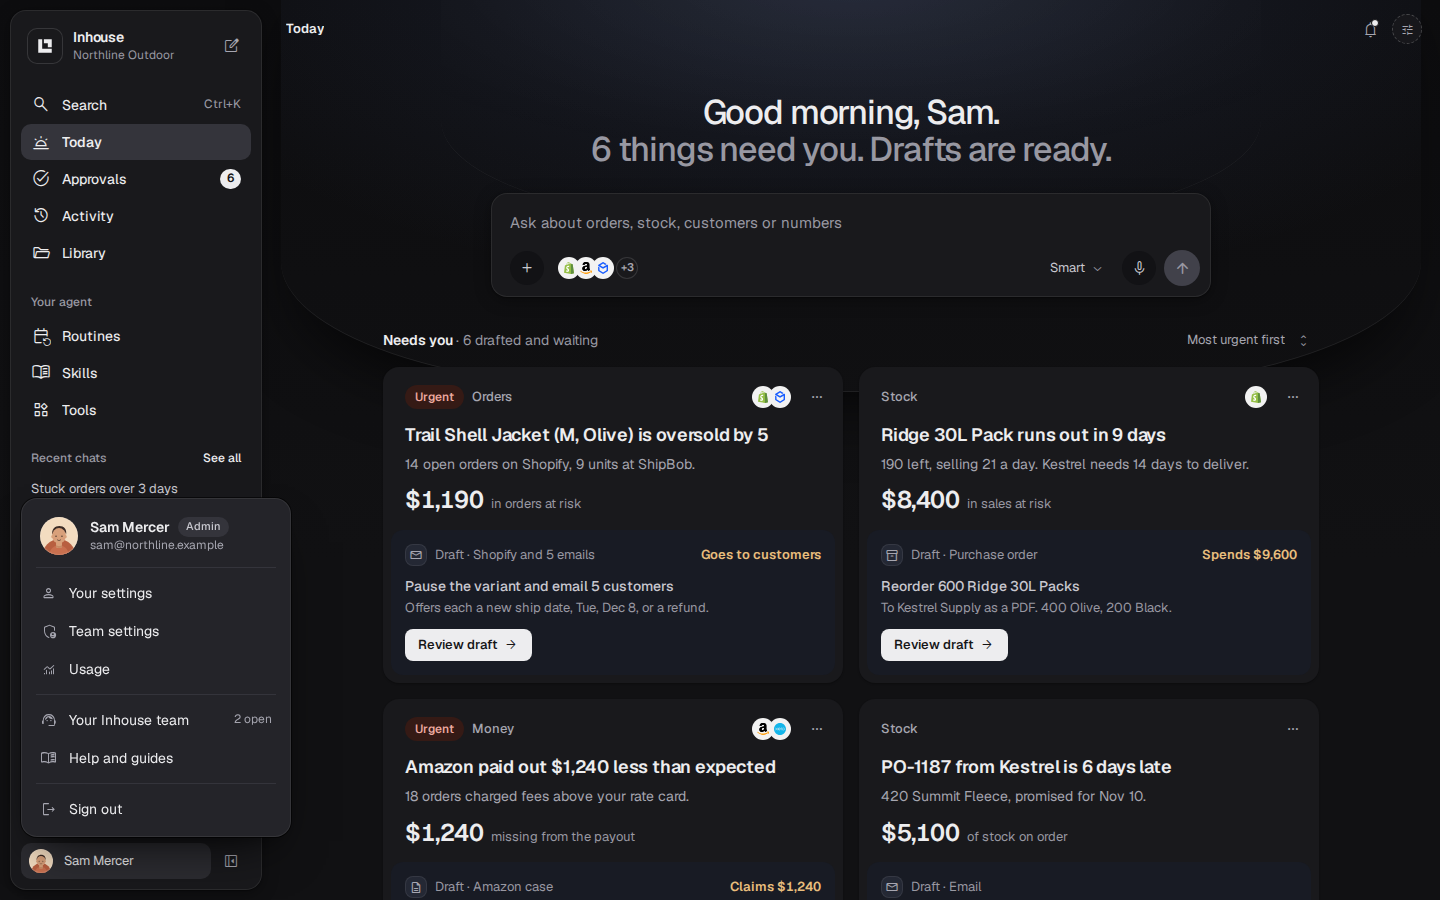 Inhouse
Northline Outdoor
Search Ctrl+K
Today
Approvals 6
Activity
Library
Your agent
Routines
Skills
Tools
Recent chats See all
Stuck orders over 3 days
Sam Mercer Admin
sam@northline.example
Your settings
Team settings
Usage
Your Inhouse team 2 open
Help and guides
Sign out
Sam Mercer
Today
Good morning, Sam.
6 things need you. Drafts are ready.
Ask about orders, stock, customers or numbers
+3 Smart
Needs you · 6 drafted and waiting Most urgent first
Urgent Orders
Trail Shell Jacket (M, Olive) is oversold by 5
14 open orders on Shopify, 9 units at ShipBob.
$1,190 in orders at risk
Draft · Shopify and 5 emails Goes to customers
Pause the variant and email 5 customers
Offers each a new ship date, Tue, Dec 8, or a refund.
Review draft
Stock
Ridge 30L Pack runs out in 9 days
190 left, selling 21 a day. Kestrel needs 14 days to deliver.
$8,400 in sales at risk
Draft · Purchase order Spends $9,600
Reorder 600 Ridge 30L Packs
To Kestrel Supply as a PDF. 400 Olive, 200 Black.
Review draft
Urgent Money
Amazon paid out $1,240 less than expected
18 orders charged fees above your rate card.
$1,240 missing from the payout
Draft · Amazon case Claims $1,240
Stock
PO-1187 from Kestrel is 6 days late
420 Summit Fleece, promised for Nov 10.
$5,100 of stock on order
Draft · Email